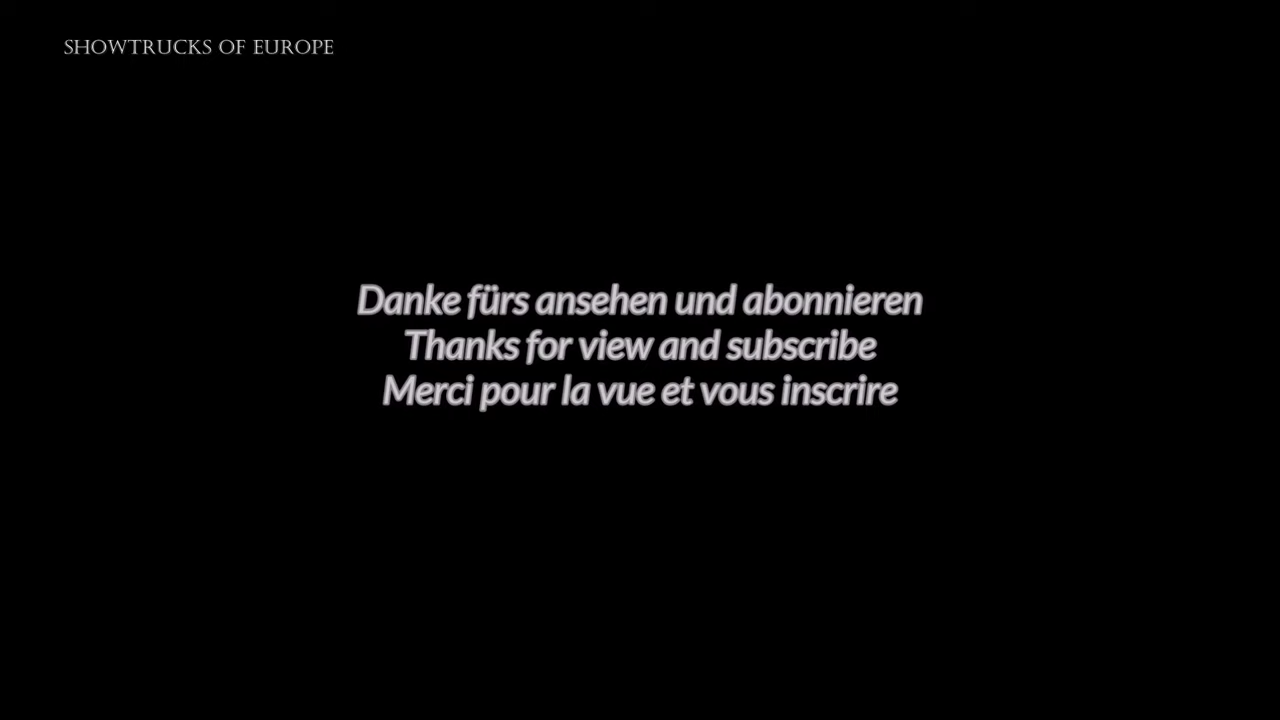 SHOWTRUCKS OF EUROPE
Danke fürs ansehen und abonnieren
Thanks for view and subscribe
Merci pour la vue et vous inscrire